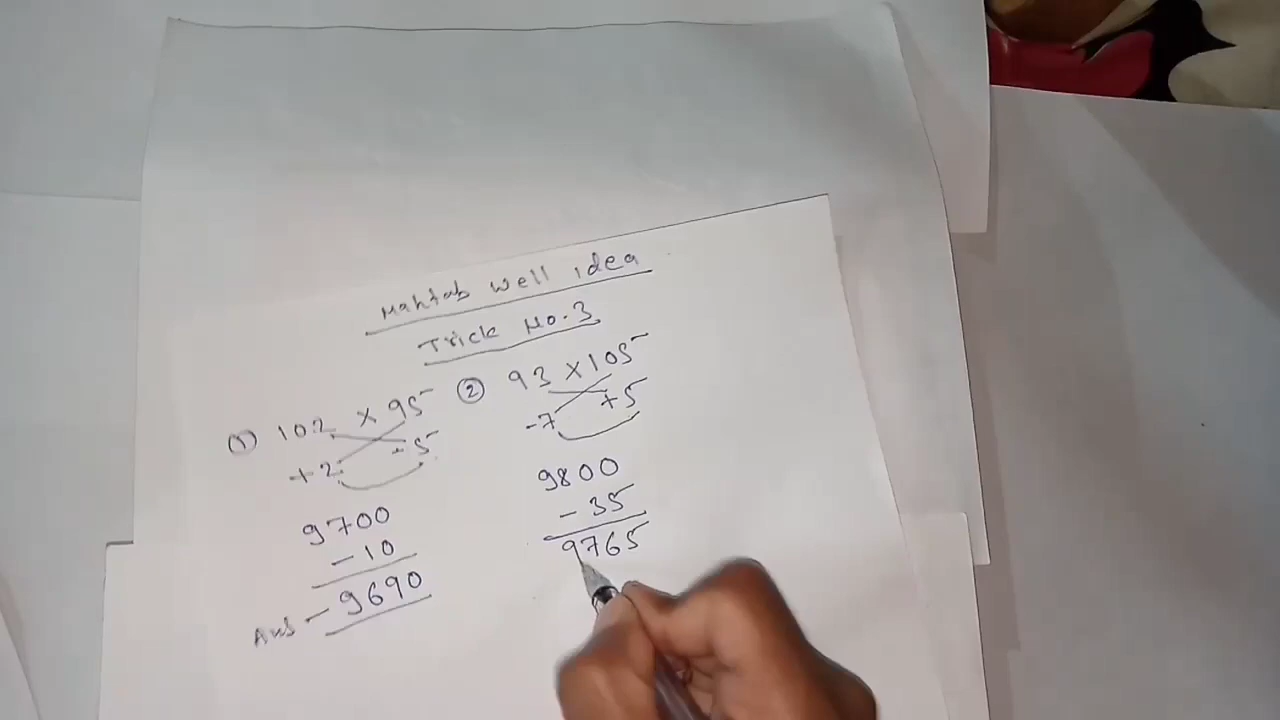 Mahtab Well idea
Trick No.3
(1) 102 × 95
+2 -5
9700
-10
Ans - 9690
(2) 93 × 105
-7 +5
9800
-35
9765